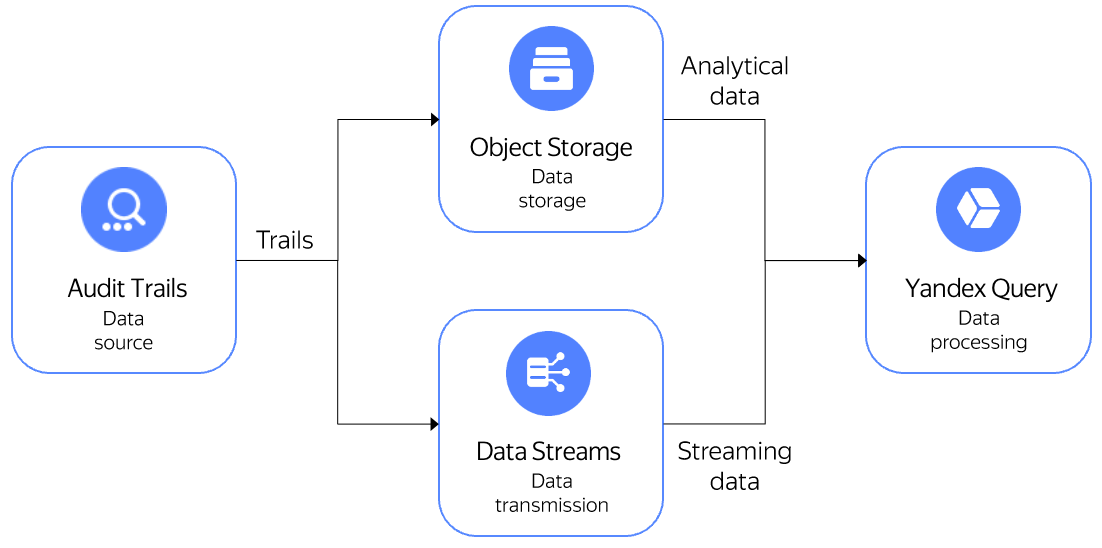 Audit Trails
Data
source
Trails
Object Storage
Data
storage
Analytical
data
Data Streams
Data
transmission
Streaming
data
Yandex Query
Data
processing